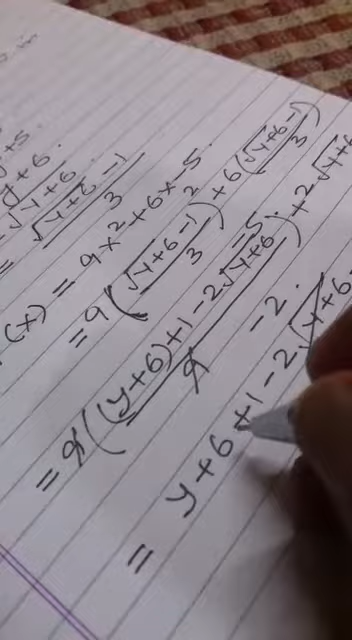 y+6.
= √(y+6) - 1 / 3
(x) = 9x² + 6x - 5.
= 9 ((√(y+6) - 1) / 3)² + 6 ((√(y+6) - 1) / 3)
- 5.
= 9 (((y+6) + 1 - 2√(y+6)) / 9) + 2√(y+6)
- 2.
= y + 6 + 1 - 2√(y+6)